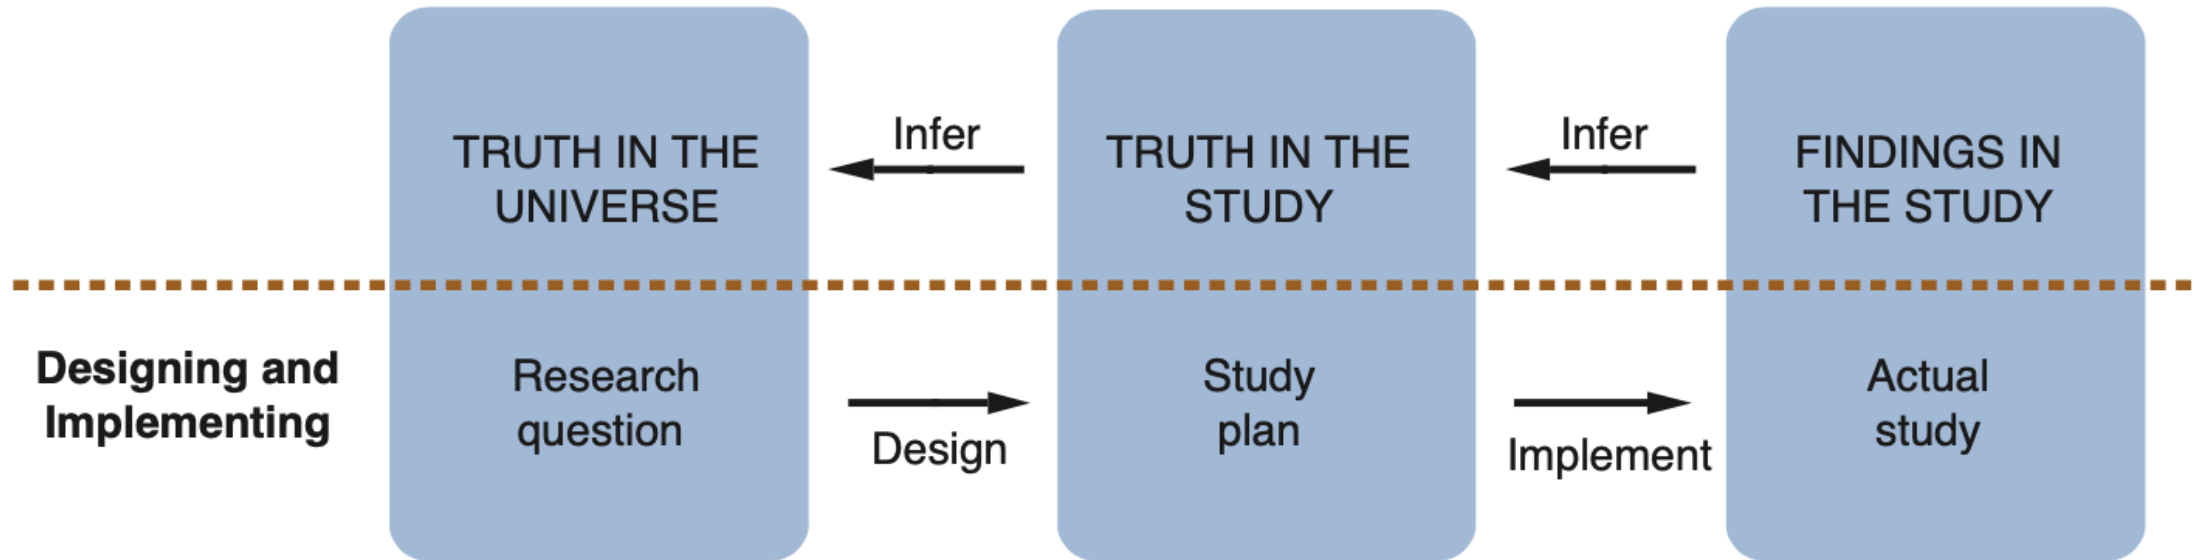 Infer
Infer
TRUTH IN THE
UNIVERSE
TRUTH IN THE
STUDY
FINDINGS IN
THE STUDY
Designing and
Implementing
Research
question
Design
Study
plan
Implement
Actual
study